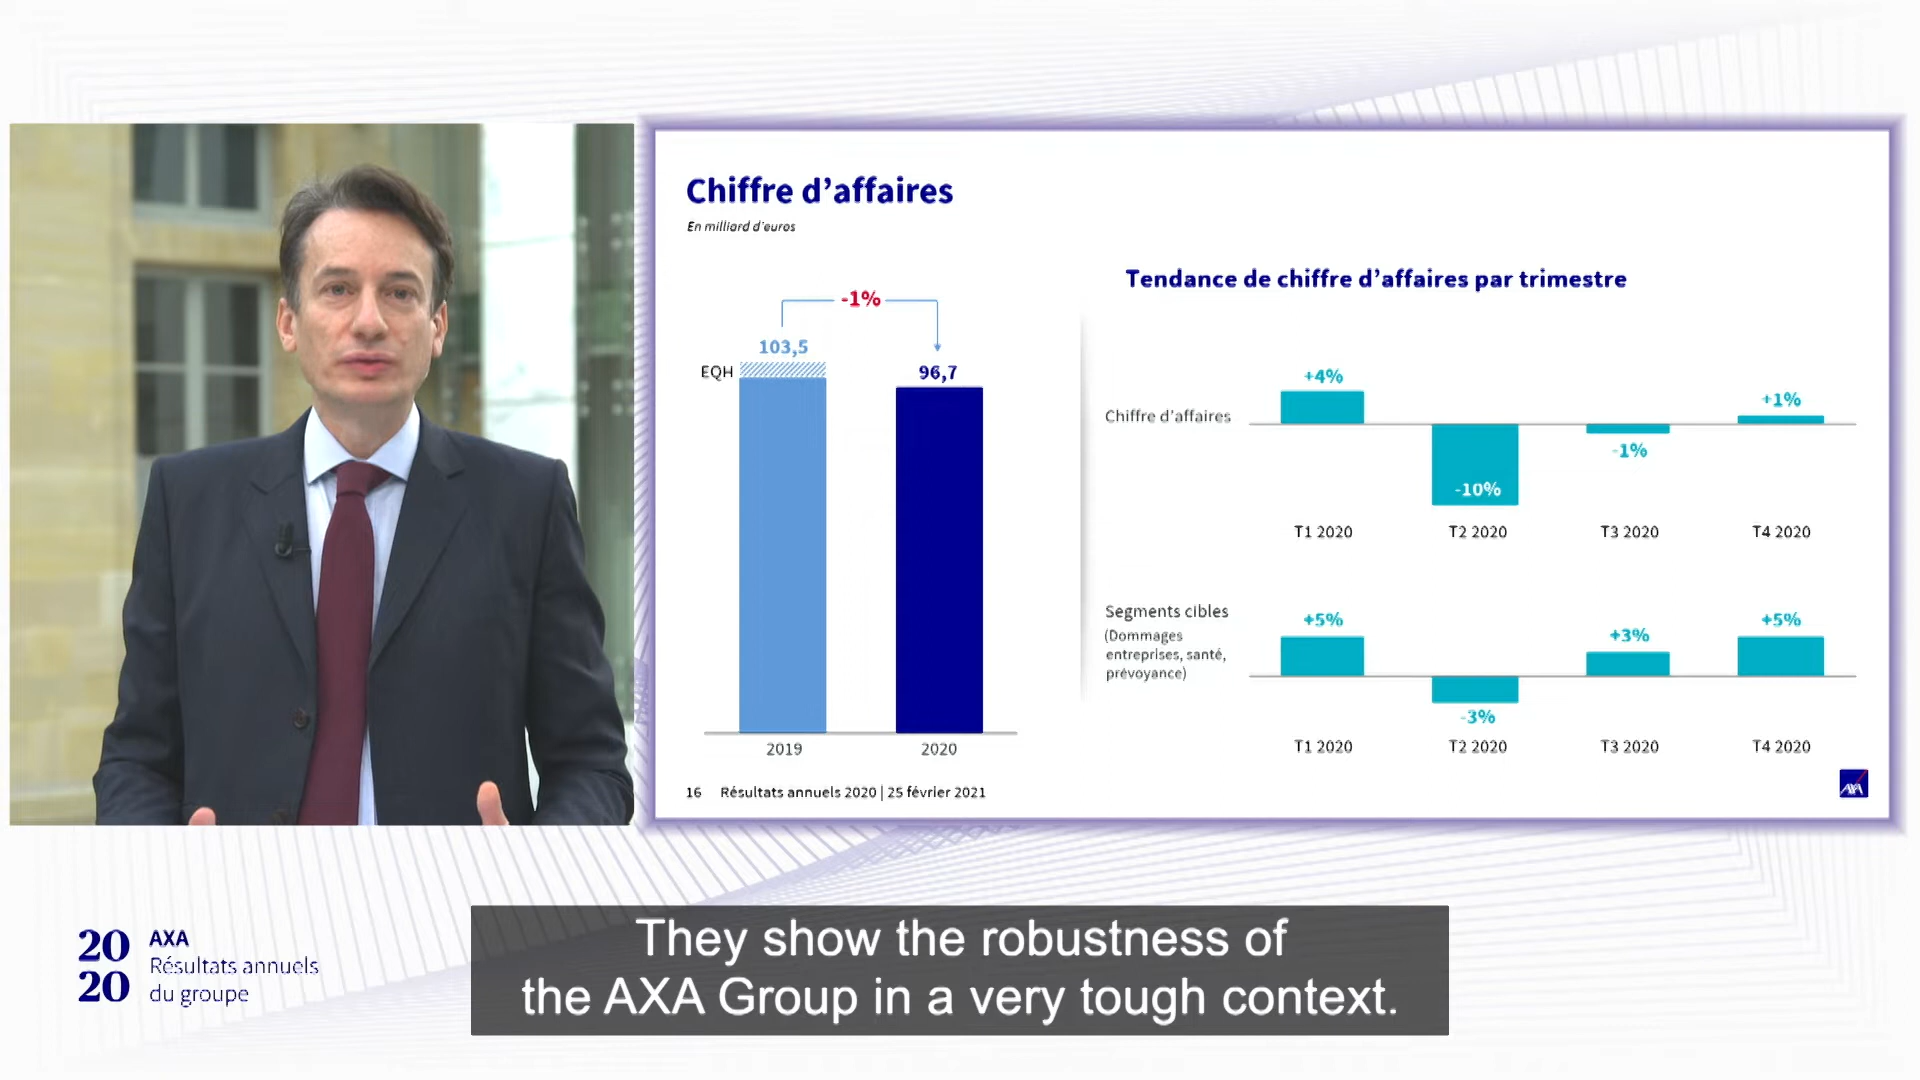 Chiffre d’affaires
En milliard d’euros
-1%
103,5
EQH
96,7
2019
2020
Tendance de chiffre d’affaires par trimestre
Chiffre d’affaires
+4%
-10%
-1%
+1%
T1 2020
T2 2020
T3 2020
T4 2020
Segments cibles
(Dommages
entreprises, santé,
prévoyance)
+5%
-3%
+3%
+5%
T1 2020
T2 2020
T3 2020
T4 2020
16 Résultats annuels 2020 | 25 février 2021
AXA
20
20
AXA
Résultats annuels
du groupe
They show the robustness of
the AXA Group in a very tough context.